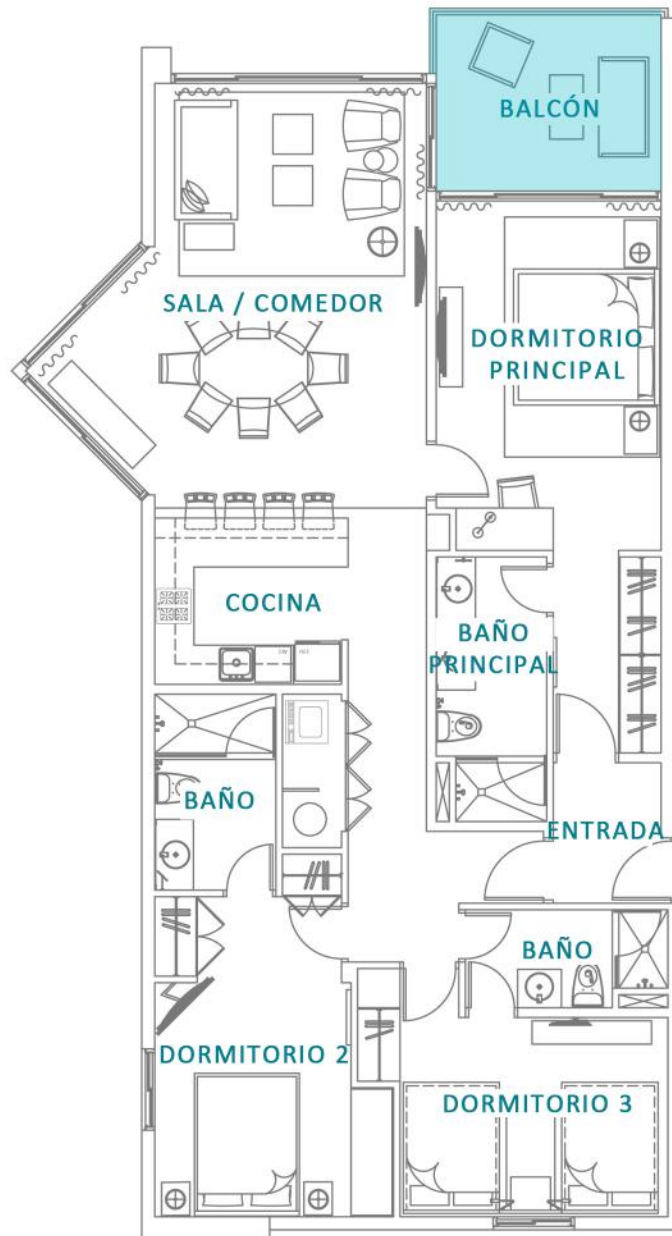 BALCÓN
SALA / COMEDOR
DORMITORIO
PRINCIPAL
COCINA
BAÑO
PRINCIPAL
BAÑO
ENTRADA
BAÑO
DORMITORIO 2
DORMITORIO 3